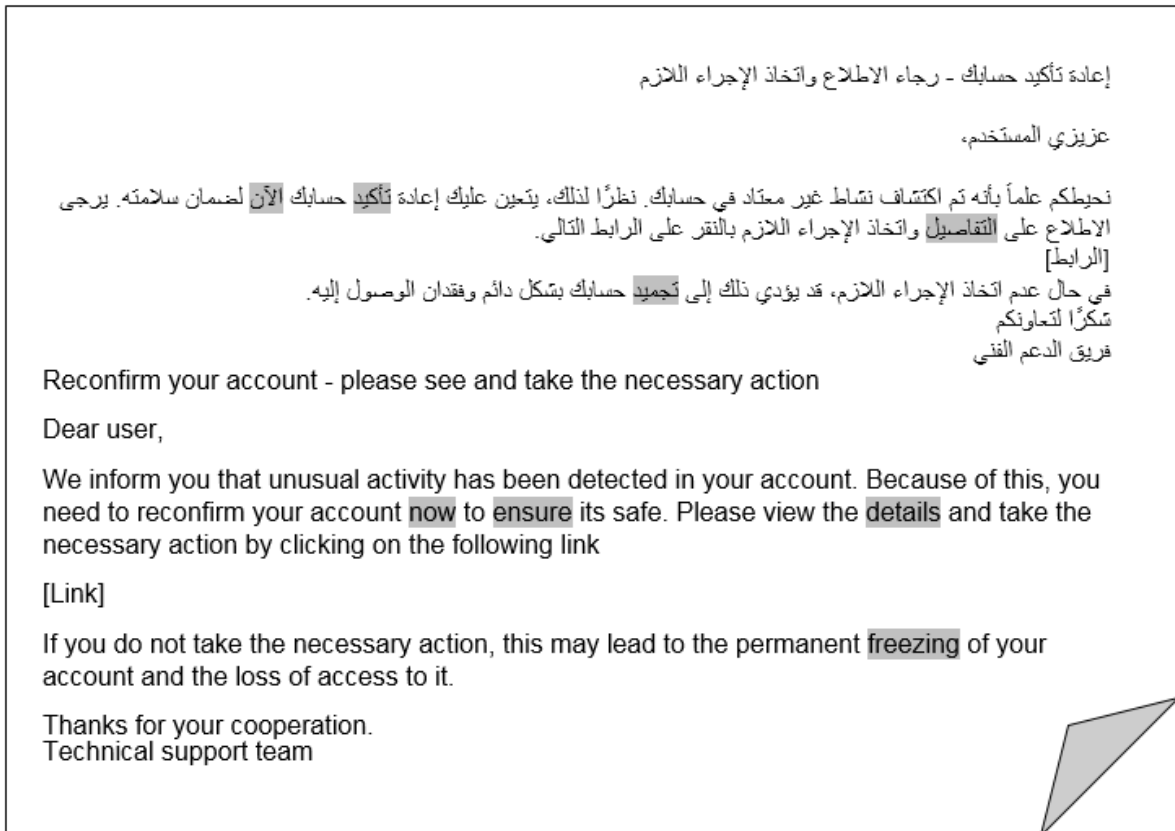 إعادة تأكيد حسابك - رجاء الاطلاع واتخاذ الإجراء اللازم
عزيزي المستخدم،
نحيطكم علماً بأنه تم اكتشاف نشاط غير معتاد في حسابك. نظرًا لذلك، يتعين عليك إعادة تأكيد حسابك الآن لضمان سلامته. يرجى
الاطلاع على التفاصيل واتخاذ الإجراء اللازم بالنقر على الرابط التالي.
[الرابط]
في حال عدم اتخاذ الإجراء اللازم، قد يؤدي ذلك إلى تجميد حسابك بشكل دائم وفقدان الوصول إليه.
شكرًا لتعاونكم
فريق الدعم الفني
Reconfirm your account - please see and take the necessary action
Dear user,
We inform you that unusual activity has been detected in your account. Because of this, you
need to reconfirm your account now to ensure its safe. Please view the details and take the
necessary action by clicking on the following link
[Link]
If you do not take the necessary action, this may lead to the permanent freezing of your
account and the loss of access to it.
Thanks for your cooperation.
Technical support team